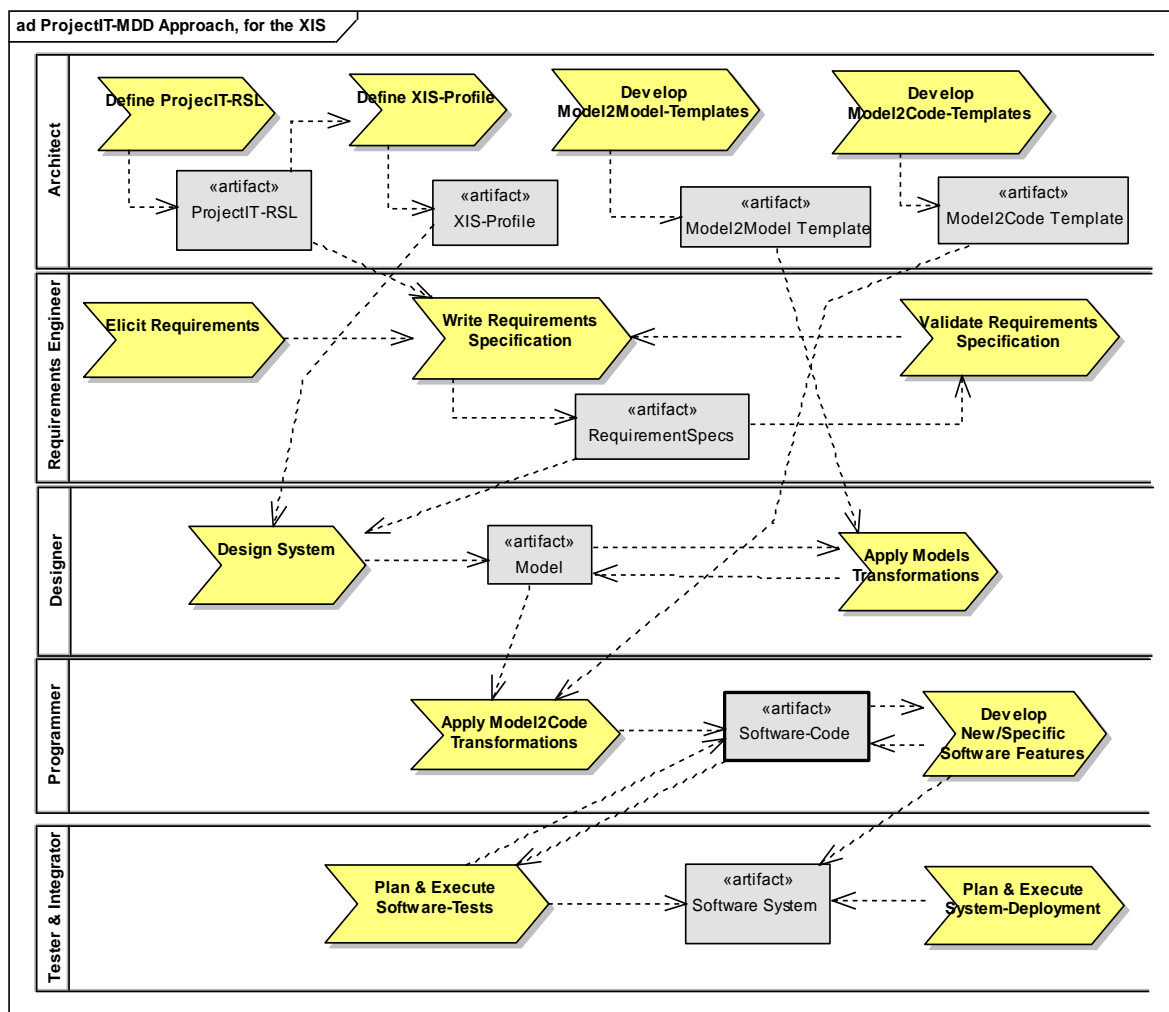 ad ProjectIT-MDD Approach, for the XIS
Architect
Define ProjecIT-RSL
Define XIS-Profile
Develop
Model2Model-Templates
Develop
Model2Code-Templates
«artifact»
ProjectIT-RSL
«artifact»
XIS-Profile
«artifact»
Model2Model Template
«artifact»
Model2Code Template
Requirements Engineer
Elicit Requirements
Write Requirements
Specification
Validate Requirements
Specification
«artifact»
RequirementSpecs
Designer
Design System
«artifact»
Model
Apply Models
Transformations
Programmer
Apply Model2Code
Transformations
«artifact»
Software-Code
Develop
New/Specific
Software Features
Tester & Integrator
Plan & Execute
Software-Tests
«artifact»
Software System
Plan & Execute
System-Deployment